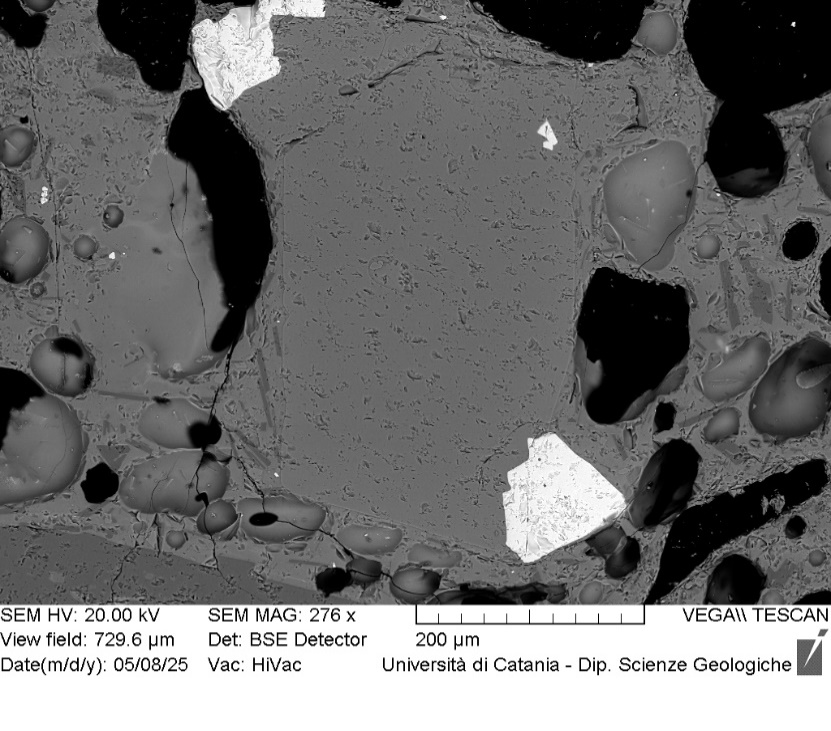 SEM HV: 20.00 kV SEM MAG: 276 x VEGA\\ TESCAN
View field: 729.6 µm Det: BSE Detector 200 µm
Date(m/d/y): 05/08/25 Vac: HiVac Università di Catania - Dip. Scienze Geologiche